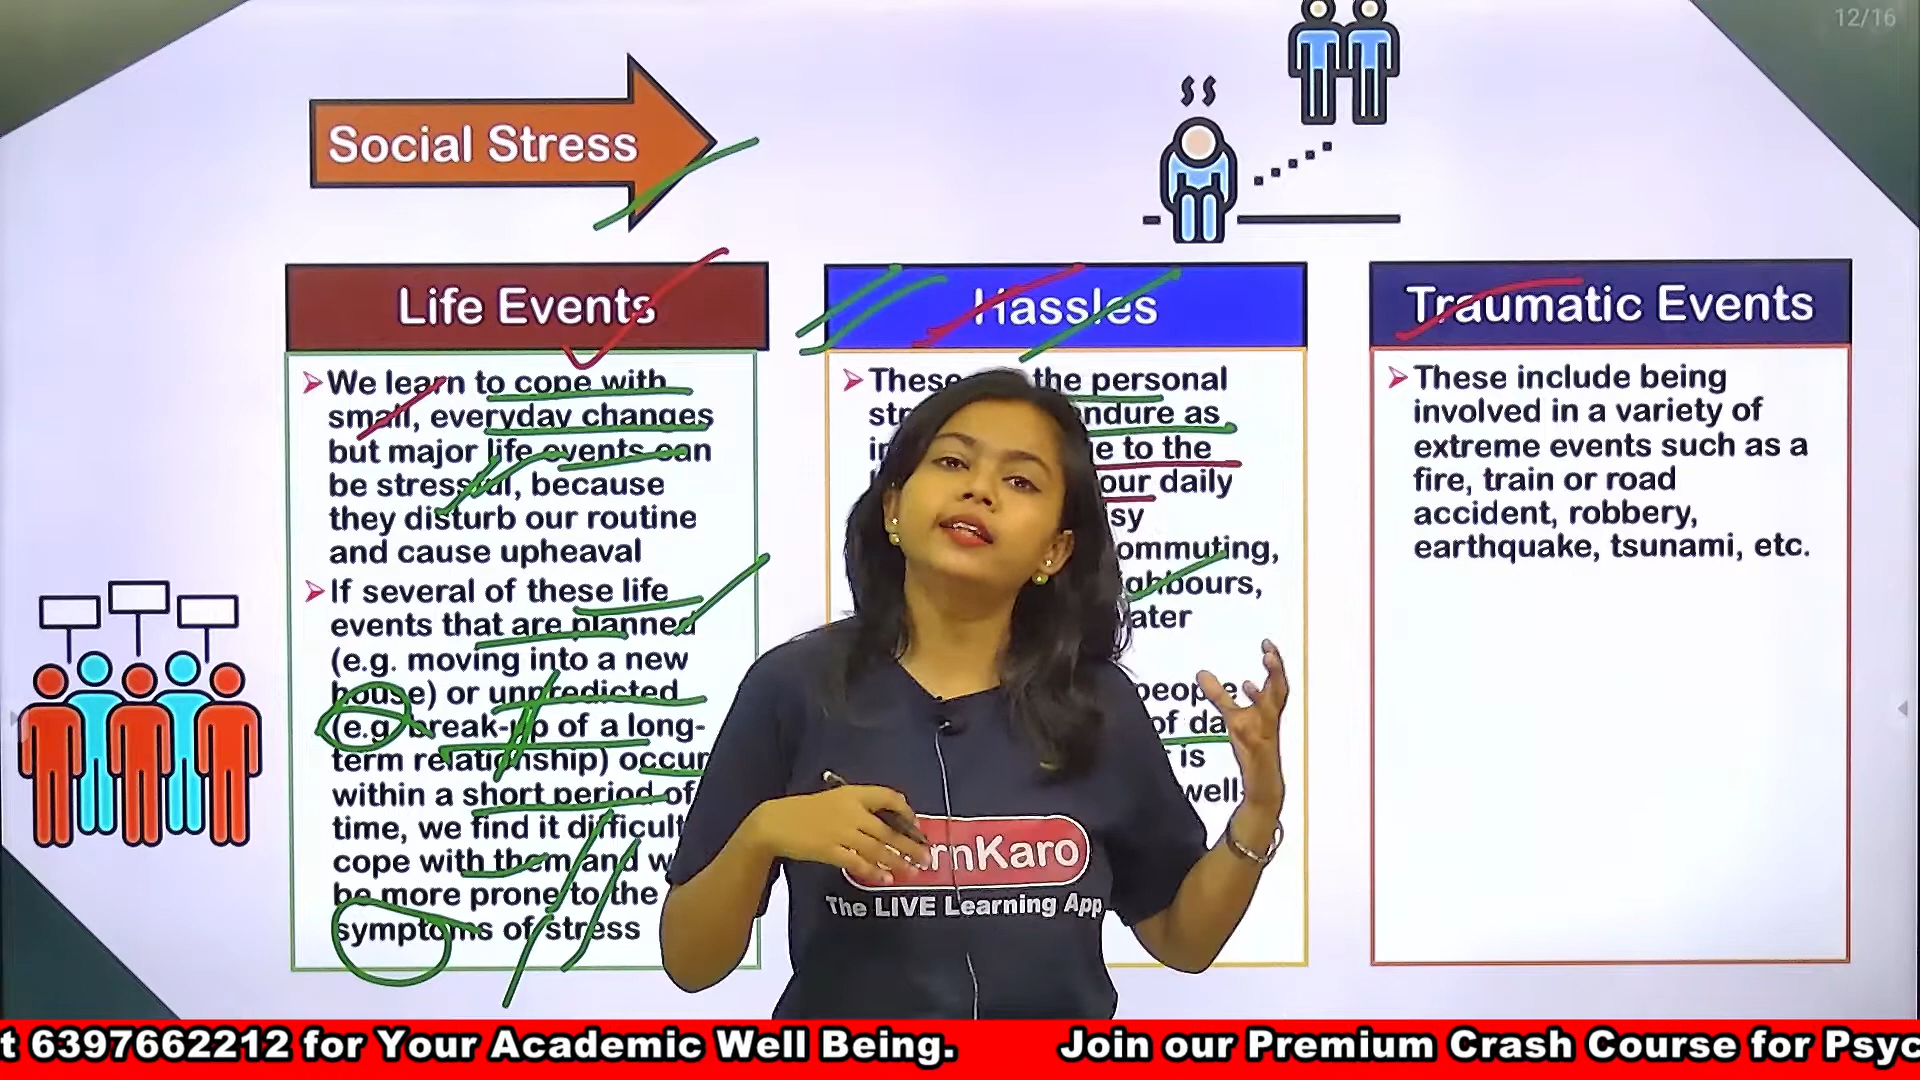 12/16
Social Stress
Life Events
We learn to cope with
small, everyday changes
but major life events can
be stressful, because
they disturb our routine
and cause upheaval
If several of these life
events that are planned
(e.g. moving into a new
house) or unpredicted
(e.g. break-up of a long-
term relationship) occur
within a short period of
time, we find it difficult
cope with them and w
be more prone to the
symptoms of stress
Hassles
These the personal
endure as
to the
our daily
commuting,
neighbours,
people
of da
is
well-
Traumatic Events
These include being
involved in a variety of
extreme events such as a
fire, train or road
accident, robbery,
earthquake, tsunami, etc.
rnKaro
The LIVE Learning App
t 6397662212 for Your Academic Well Being. Join our Premium Crash Course for Psyc